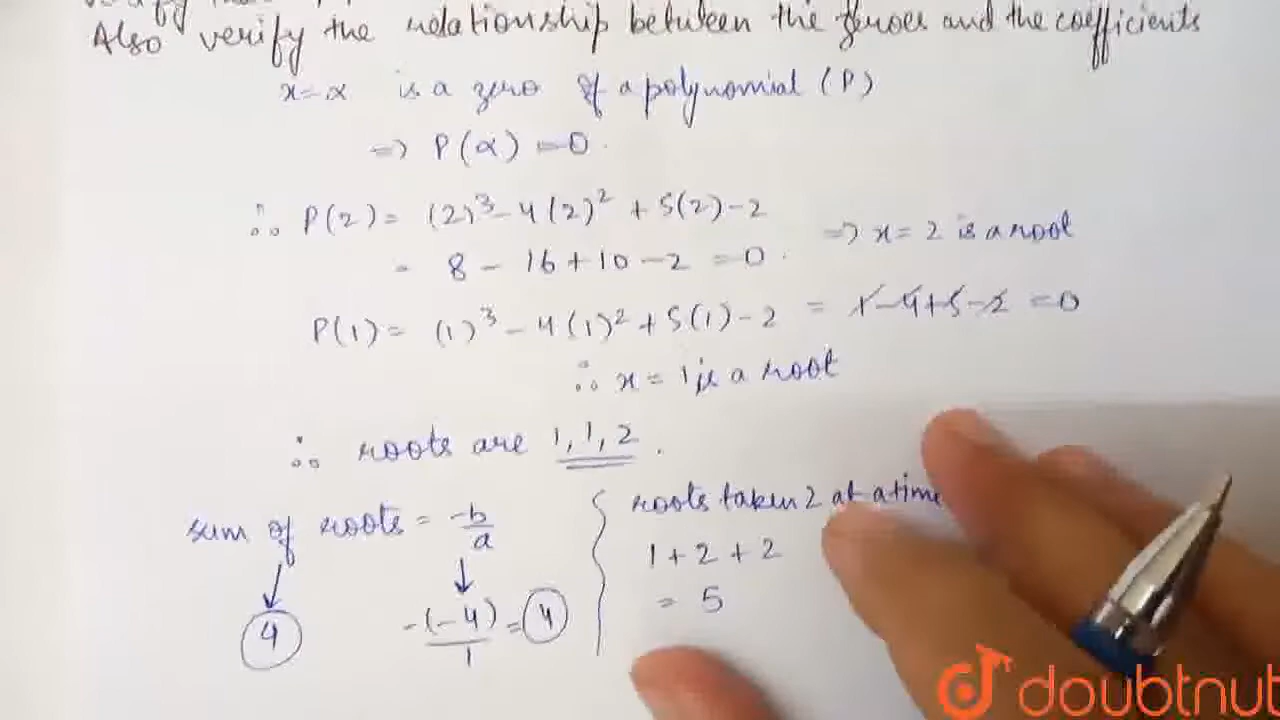 Also verify the relationship between the zeroes and the coefficients
x = α is a zero of a polynomial (P)
=> P(α) = 0.
∴ P(2) = (2)³ - 4(2)² + 5(2) - 2
= 8 - 16 + 10 - 2 = 0. => x = 2 is a root
P(1) = (1)³ - 4(1)² + 5(1) - 2 = 1 - 4 + 5 - 2 = 0
∴ x = 1 is a root
∴ roots are 1, 1, 2.
sum of roots = -b/a
4
-(-4)/1 = 4
roots taken 2 at a time
1 + 2 + 2
= 5
doubtnut